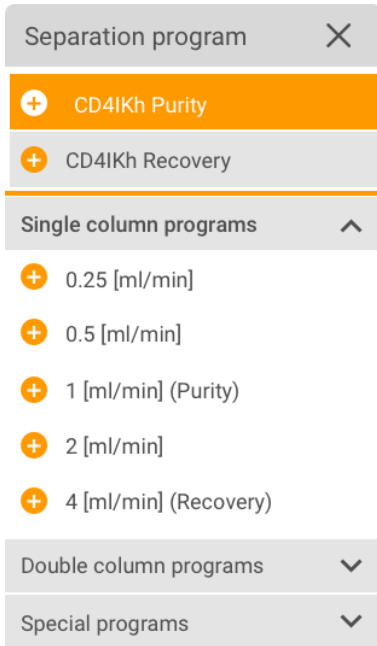 Separation program
CD4IKh Purity
CD4IKh Recovery
Single column programs
0.25 [ml/min]
0.5 [ml/min]
1 [ml/min] (Purity)
2 [ml/min]
4 [ml/min] (Recovery)
Double column programs
Special programs